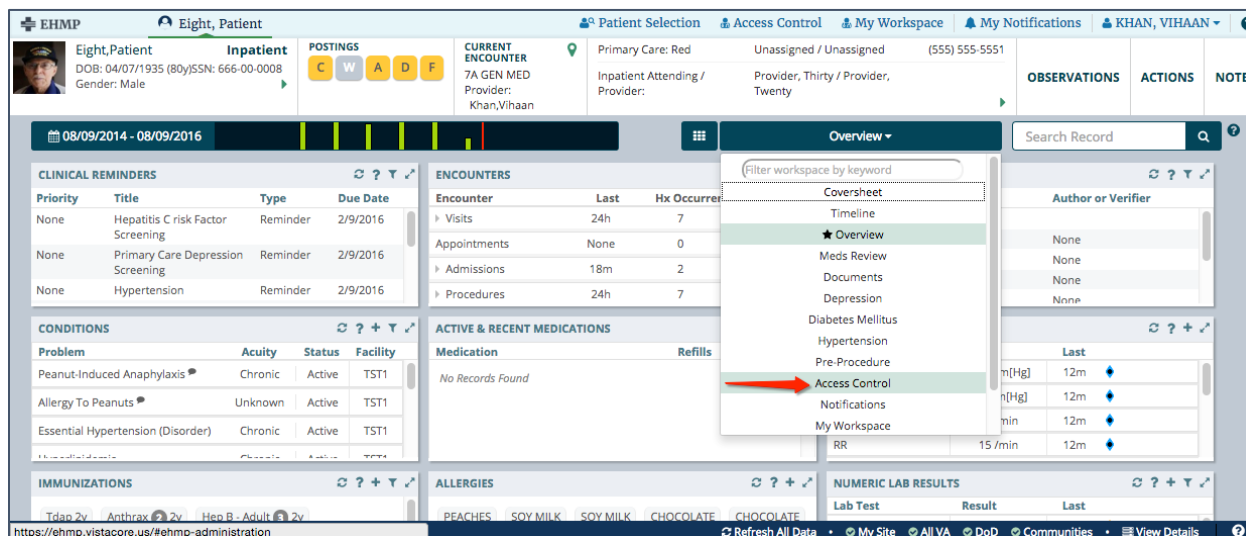 EHMP Eight, Patient Patient Selection Access Control My Workspace My Notifications KHAN, VIHAAN
Eight,Patient Inpatient
DOB: 04/07/1935 (80y)SSN: 666-00-0008
Gender: Male
POSTINGS
C W A D F
CURRENT
ENCOUNTER
7A GEN MED
Provider:
Khan,Vihaan
Primary Care: Red Unassigned / Unassigned (555) 555-5551
Inpatient Attending / Provider, Thirty / Provider,
Provider: Twenty
OBSERVATIONS ACTIONS NOTE
08/09/2014 - 08/09/2016 Overview Search Record
Filter workspace by keyword
Coversheet
Timeline
★ Overview
Meds Review
Documents
Depression
Diabetes Mellitus
Hypertension
Pre-Procedure
Access Control
Notifications
My Workspace
CLINICAL REMINDERS
Priority Title Type Due Date
None Hepatitis C risk Factor Reminder 2/9/2016
Screening
None Primary Care Depression Reminder 2/9/2016
Screening
None Hypertension Reminder 2/9/2016
ENCOUNTERS
Encounter Last Hx Occurrer
Visits 24h 7
Appointments None 0
Admissions 18m 2
Procedures 24h 7
Author or Verifier
None
None
None
None
CONDITIONS
Problem Acuity Status Facility
Peanut-Induced Anaphylaxis Chronic Active TST1
Allergy To Peanuts Unknown Active TST1
Essential Hypertension (Disorder) Chronic Active TST1
Hyperlipidemia Chronic Active TST1
ACTIVE & RECENT MEDICATIONS
Medication Refills
No Records Found
Last
m[Hg] 12m
m[Hg] 12m
min 12m
RR 15 /min 12m
IMMUNIZATIONS
Tdap 2y Anthrax 2 2y Hep B - Adult 3 2y
ALLERGIES
PEACHES SOY MILK SOY MILK CHOCOLATE CHOCOLATE
NUMERIC LAB RESULTS
Lab Test Result Last
https://ehmp.vistacore.us/#ehmp-administration
Refresh All Data • My Site All VA DoD Communities • View Details